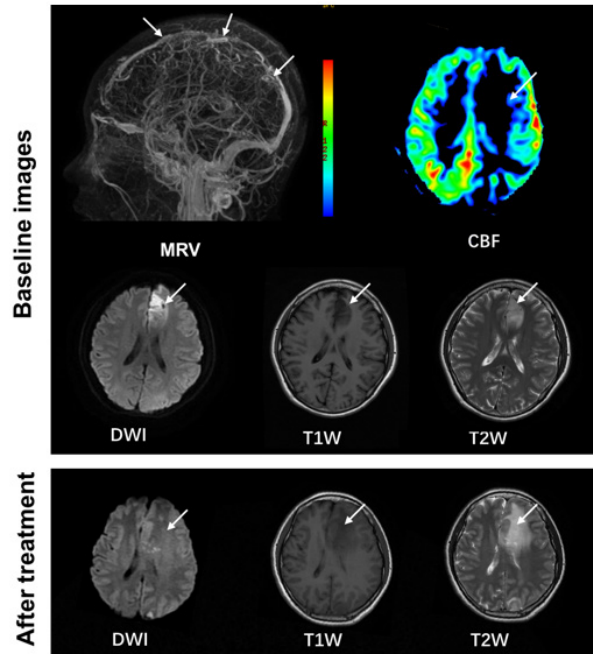 Baseline images
MRV
CBF
DWI
T1W
T2W
After treatment
DWI
T1W
T2W